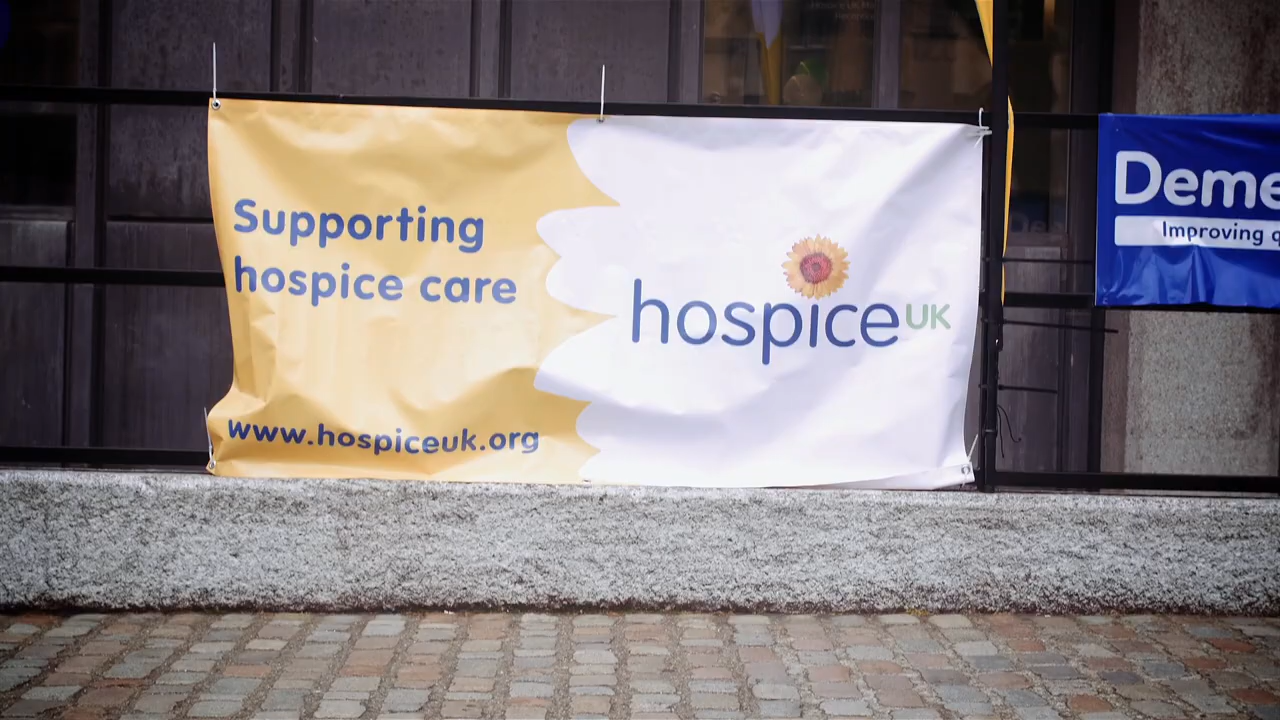 Supporting
hospice care
www.hospiceuk.org
hospice UK
Deme
Improving q